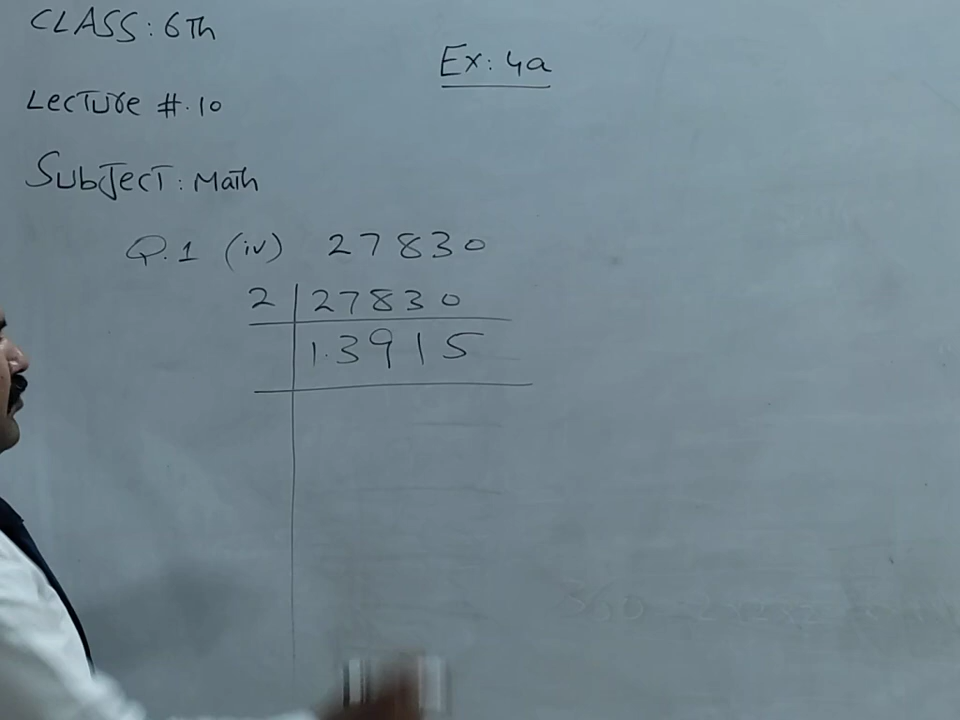 CLASS: 6Th
Ex: 4a
Lecture #. 10
Subject: Math
Q.1 (iv) 27830
2 | 27830
1.3915